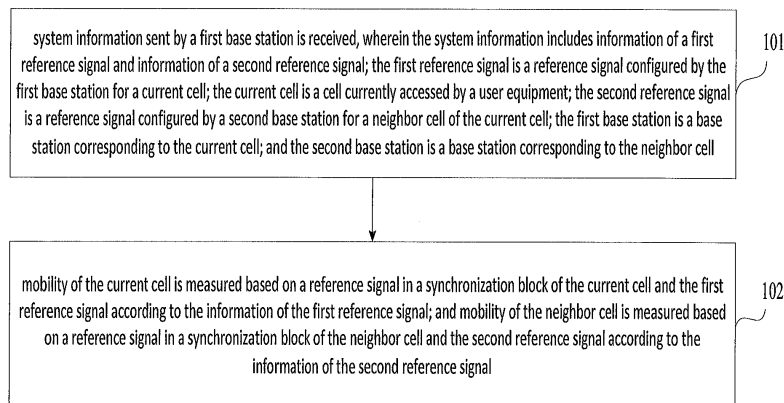 system information sent by a first base station is received, wherein the system information includes information of a first
reference signal and information of a second reference signal; the first reference signal is a reference signal configured by the
first base station for a current cell; the current cell is a cell currently accessed by a user equipment; the second reference signal
is a reference signal configured by a second base station for a neighbor cell of the current cell; the first base station is a base
station corresponding to the current cell; and the second base station is a base station corresponding to the neighbor cell
101
mobility of the current cell is measured based on a reference signal in a synchronization block of the current cell and the first
reference signal according to the information of the first reference signal; and mobility of the neighbor cell is measured based
on a reference signal in a synchronization block of the neighbor cell and the second reference signal according to the
information of the second reference signal
102